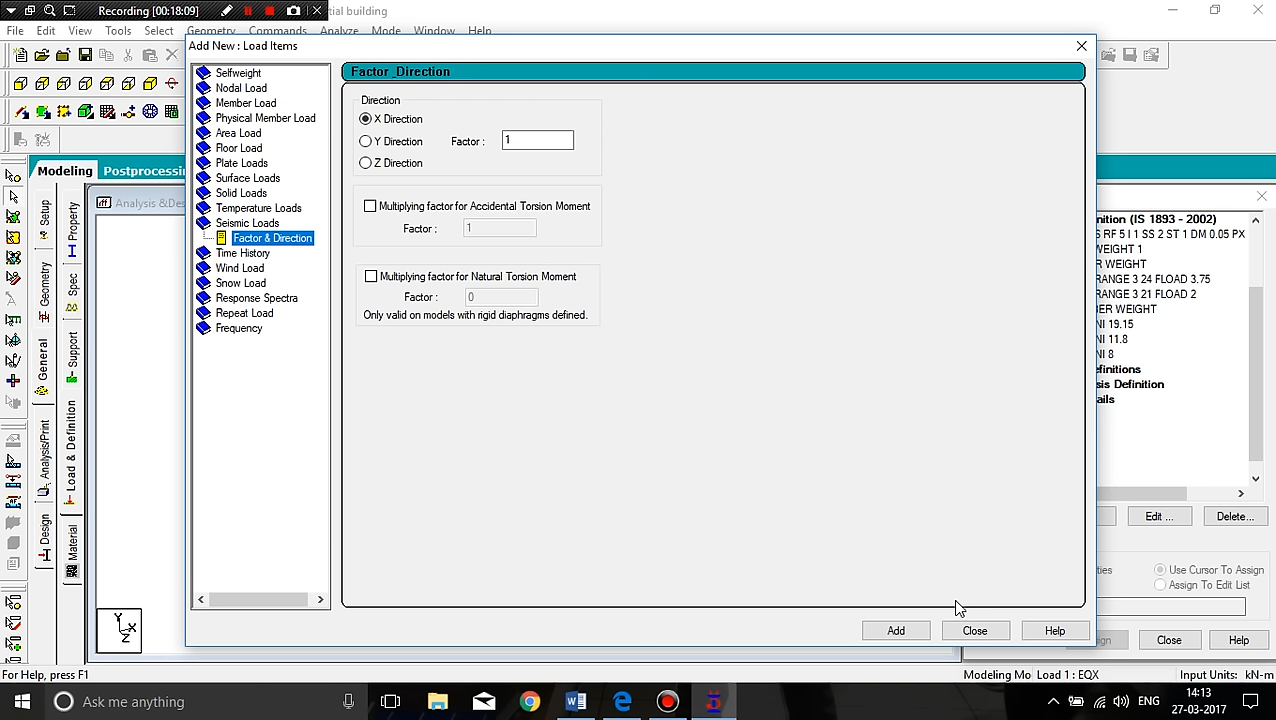 Recording [00:18:09]
tial building
File Edit View Tools Select Geometry Commands Analyze Mode Window Help
Add New : Load Items
Selfweight
Nodal Load
Member Load
Physical Member Load
Area Load
Floor Load
Plate Loads
Surface Loads
Solid Loads
Temperature Loads
Seismic Loads
Factor & Direction
Time History
Wind Load
Snow Load
Response Spectra
Repeat Load
Frequency
Factor_Direction
Direction
X Direction
Y Direction Factor : 1
Z Direction
Multiplying factor for Accidental Torsion Moment
Factor : 1
Multiplying factor for Natural Torsion Moment
Factor : 0
Only valid on models with rigid diaphragms defined.
Add Close Help
Modeling Postprocessin
Analysis &Des
Setup
Geometry
General
Analysis/Print
Design
Property
Spec
Support
Load & Definition
Material
Y
X
Z
inition (IS 1893 - 2002)
S RF 5 I 1 SS 2 ST 1 DM 0.05 PX
WEIGHT 1
R WEIGHT
RANGE 3 24 FLOAD 3.75
RANGE 3 21 FLOAD 2
ER WEIGHT
NI 19.15
NI 11.8
NI 8
efinitions
sis Definition
ails
Edit ... Delete...
ties
Use Cursor To Assign
Assign To Edit List
gn Close Help
For Help, press F1
Modeling Mo Load 1 : EQX Input Units: kN-m
Ask me anything
ENG
14:13
27-03-2017